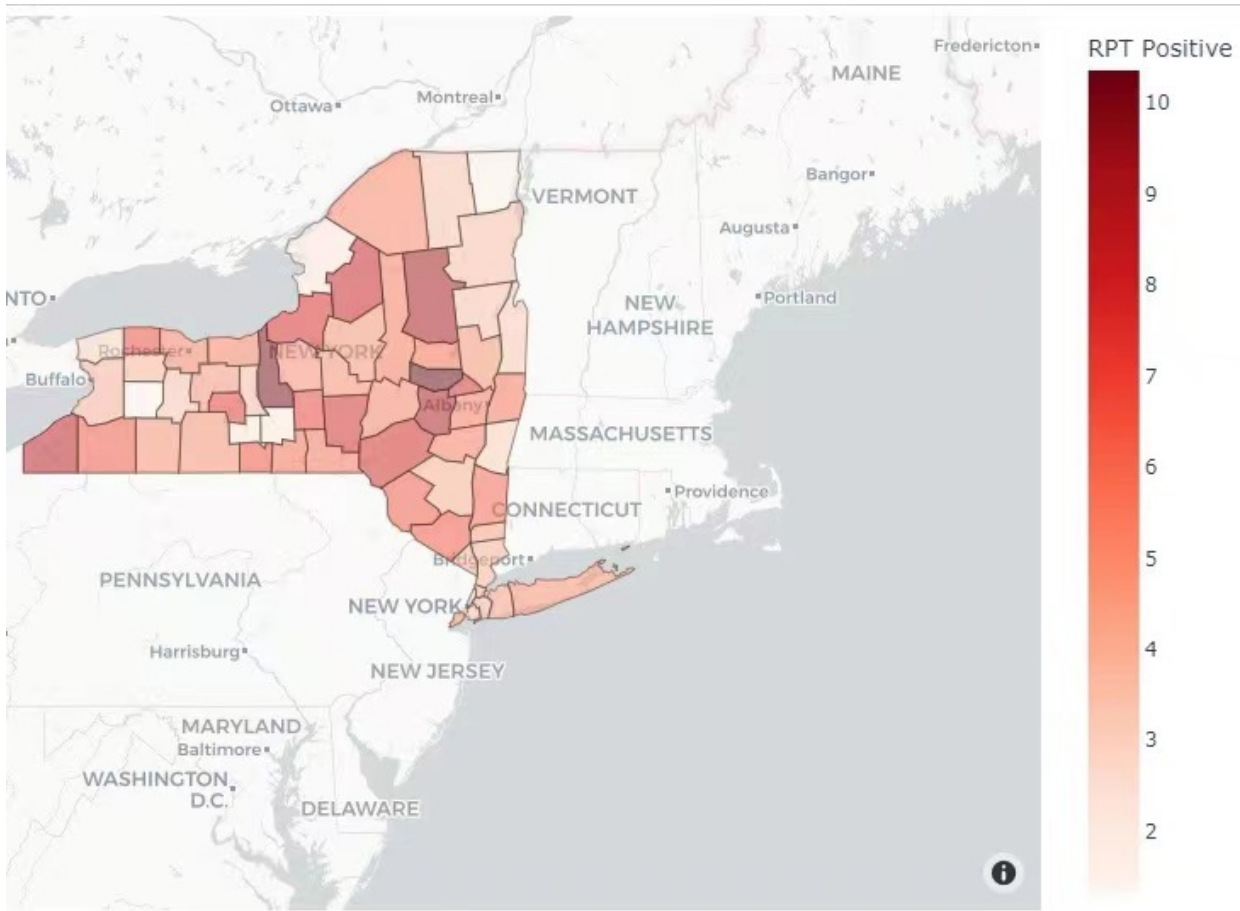 Fredericton
RPT Positive
MAINE
Ottawa
Montreal
10
Bangor
VERMONT
9
Augusta
8
NTO
NEW
HAMPSHIRE
Portland
Rochester
NEW YORK
7
Buffalo
Albany
MASSACHUSETTS
6
Providence
CONNECTICUT
5
Bridgeport
PENNSYLVANIA
NEW YORK
4
Harrisburg
NEW JERSEY
3
MARYLAND
Baltimore
WASHINGTON
D.C.
DELAWARE
2
i